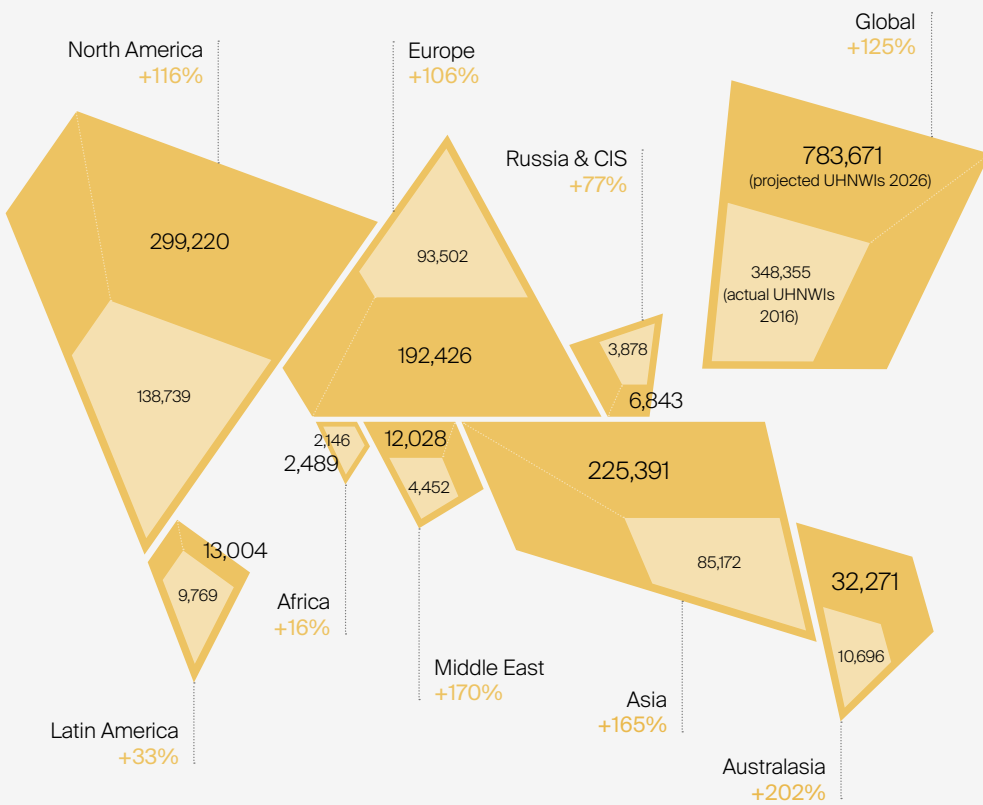 Global
+125%
North America
+116%
Europe
+106%
Russia & CIS
+77%
783,671
(projected UHNWIs 2026)
348,355
(actual UHNWIs
2016)
299,220
138,739
93,502
192,426
3,878
6,843
2,146
2,489
12,028
4,452
225,391
85,172
13,004
9,769
32,271
10,696
Africa
+16%
Middle East
+170%
Asia
+165%
Latin America
+33%
Australasia
+202%